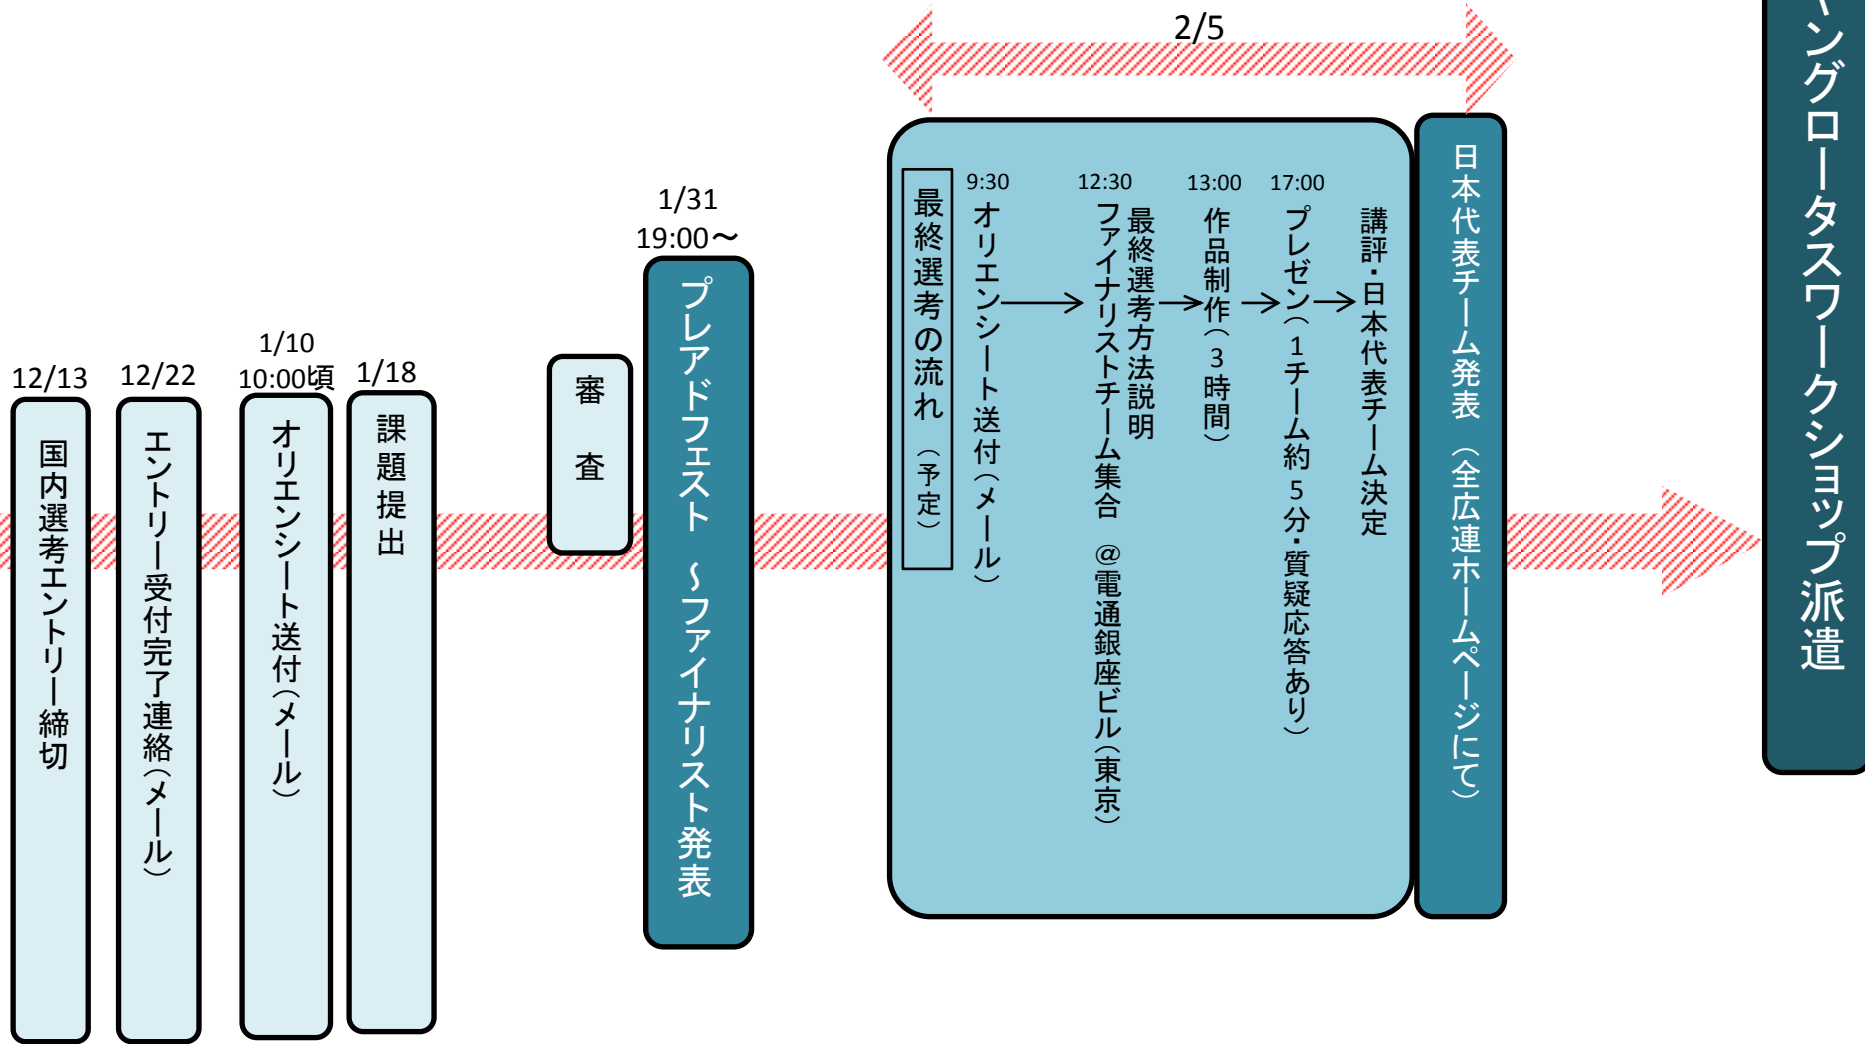 12/13
国内選考エントリー締切
12/22
エントリー受付完了連絡（メール）
1/10
10:00頃
オリエンシート送付（メール）
1/18
課題提出
審　査
1/31
19:00～
プレアドフェスト　～ファイナリスト発表
2/5
最終選考の流れ（予定）
9:30
オリエンシート送付（メール）
12:30
最終選考方法説明
ファイナリストチーム集合　＠電通銀座ビル（東京）
13:00
作品制作（3時間）
17:00
プレゼン（1チーム約5分・質疑応答あり）
講評・日本代表チーム決定
日本代表チーム発表　（全広連ホームページにて）
ングロータスワークショップ派遣